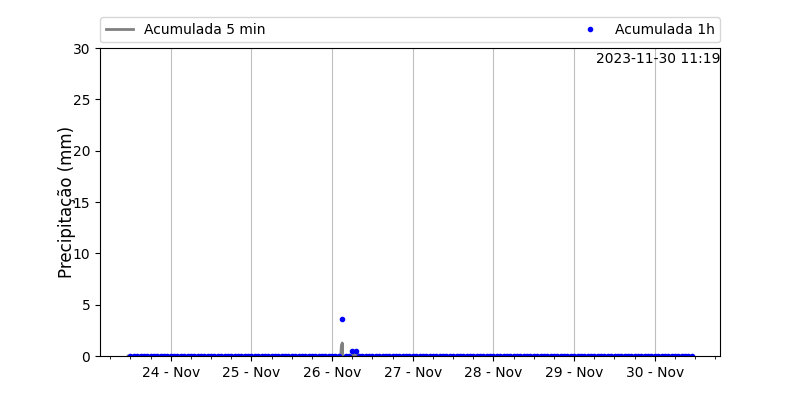 Acumulada 5 min
Acumulada 1h
2023-11-30 11:19
Precipitação (mm)
30
25
20
15
10
5
0
24 - Nov
25 - Nov
26 - Nov
27 - Nov
28 - Nov
29 - Nov
30 - Nov